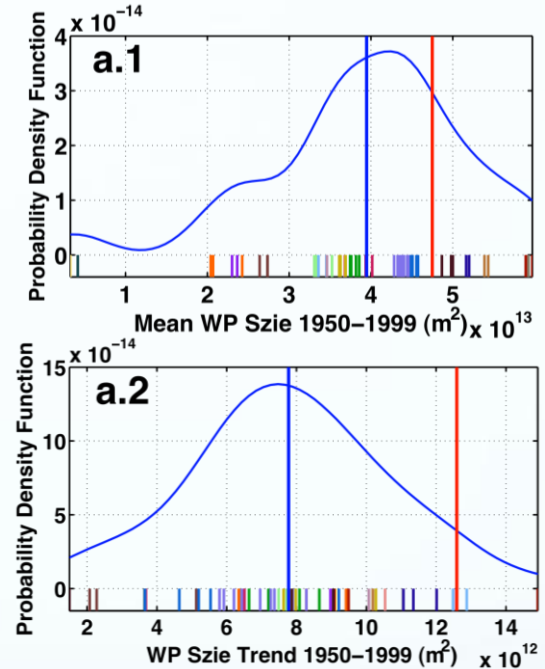 x 10^-14
a.1
Probability Density Function
4
3
2
1
0
1 2 3 4 5
Mean WP Szie 1950–1999 (m²) x 10^13
x 10^-14
a.2
Probability Density Function
15
10
5
0
2 4 6 8 10 12 14
WP Szie Trend 1950–1999 (m²) x 10^12